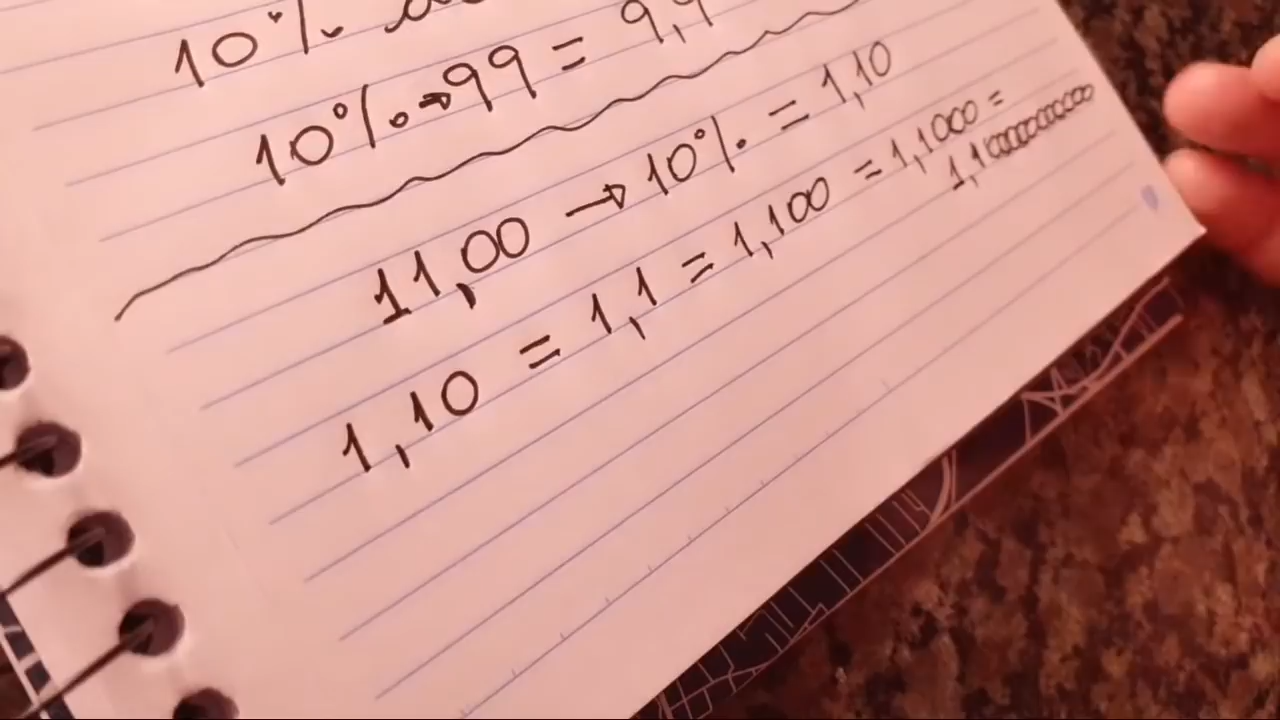 10%
10% → 99 = 9,9
11,00 → 10% = 1,10
1,10 = 1,1 = 1,100 = 1,1000 =
1,100000000000